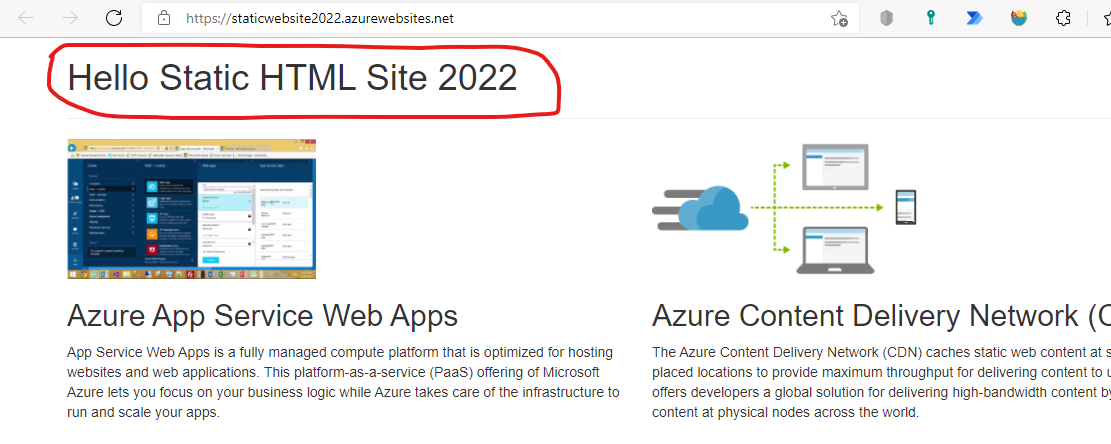 https://staticwebsite2022.azurewebsites.net
Hello Static HTML Site 2022
Azure App Service Web Apps
App Service Web Apps is a fully managed compute platform that is optimized for hosting
websites and web applications. This platform-as-a-service (PaaS) offering of Microsoft
Azure lets you focus on your business logic while Azure takes care of the infrastructure to
run and scale your apps.
Azure Content Delivery Network (C
The Azure Content Delivery Network (CDN) caches static web content at s
placed locations to provide maximum throughput for delivering content to u
offers developers a global solution for delivering high-bandwidth content by
content at physical nodes across the world.